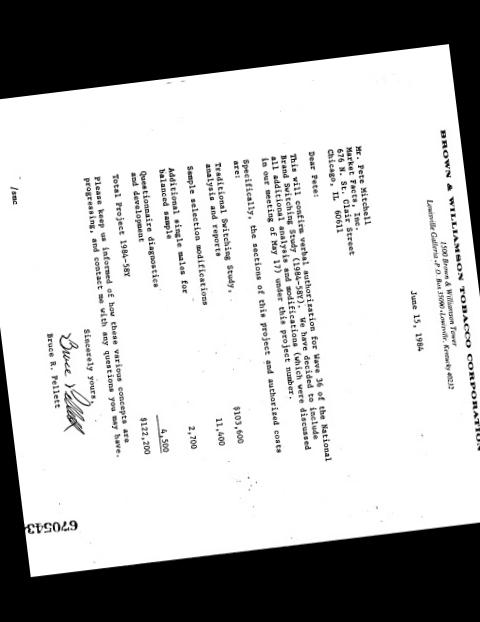 BROWN & WILLIAMSON TOBACCO CORPORATION
1500 Brown & Williamson Tower
Louisville Galleria · P.O. Box 35090 · Louisville, Kentucky 40232
June 15, 1984
Mr. Pete Mitchell
Market Facts, Inc.
676 N. St. Clair Street
Chicago, IL 60611
Dear Pete:
This will confirm verbal authorization for Wave 36 of the National
Brand Switching Study (1984-58Y). We have decided to include
all additional analysis and modifications (which were discussed
in our meeting of May 17) under this project number.
Specifically, the sections of this project and authorized costs
are:
Traditional Switching Study, $103,600
analysis and reports
Sample selection modifications 11,400
Additional single males for 2,700
balanced sample
Questionnaire diagnostics 4,500
and development
Total Project 1984-58Y $122,200
Please keep us informed of how these various concepts are
progressing, and contact me with any questions you may have.
Sincerely yours,
Bruce R. Pellett
Bruce R. Pellett
/smc
670543